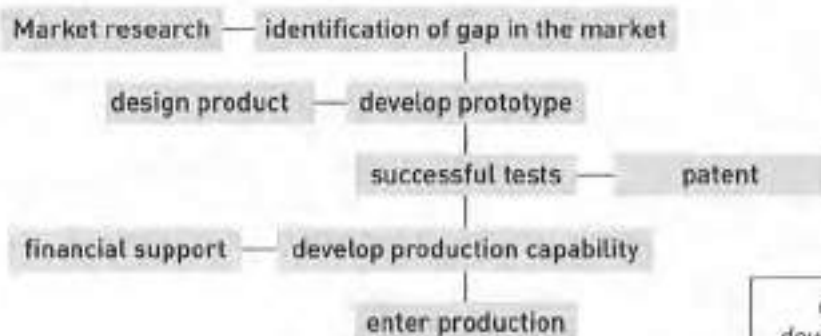 Market research identification of gap in the market
design product develop prototype
successful tests patent
financial support develop production capability
enter production